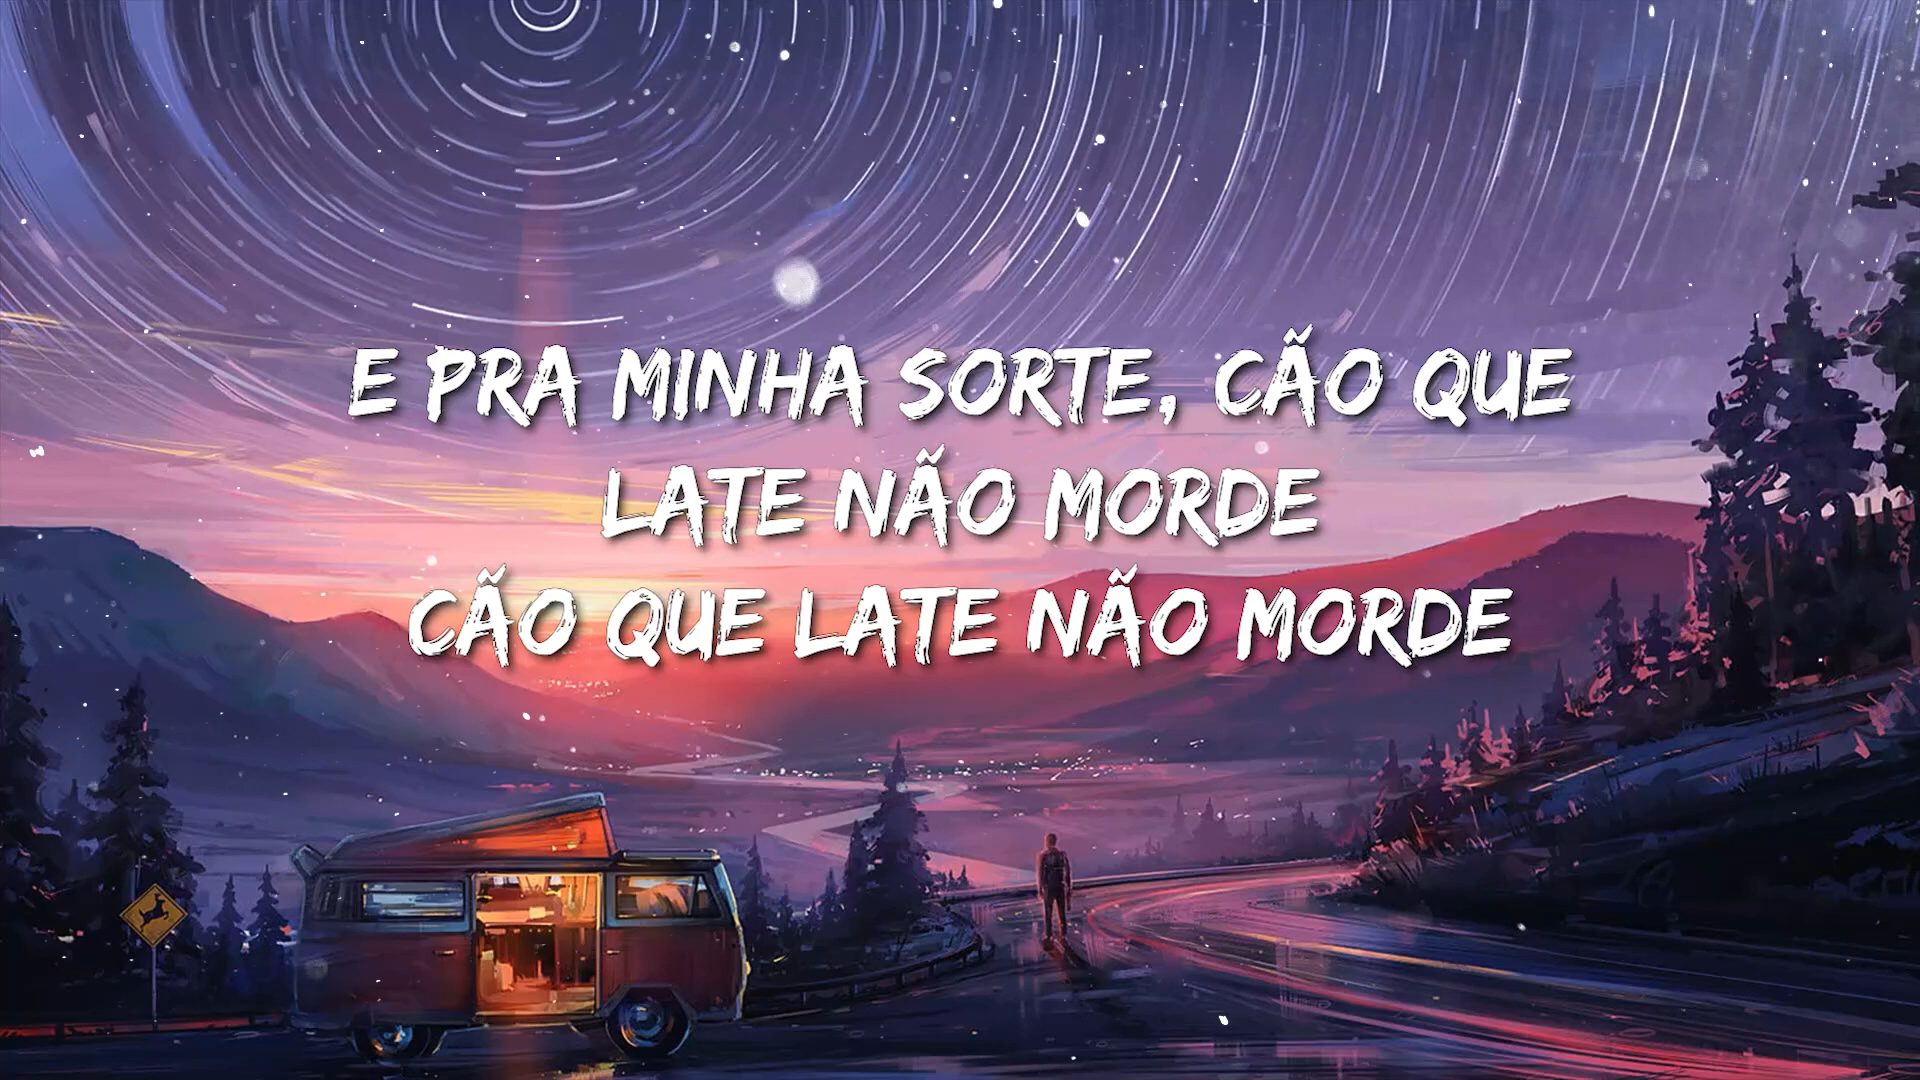 E PRA MINHA SORTE, CÃO QUE
LATE NÃO MORDE
CÃO QUE LATE NÃO MORDE